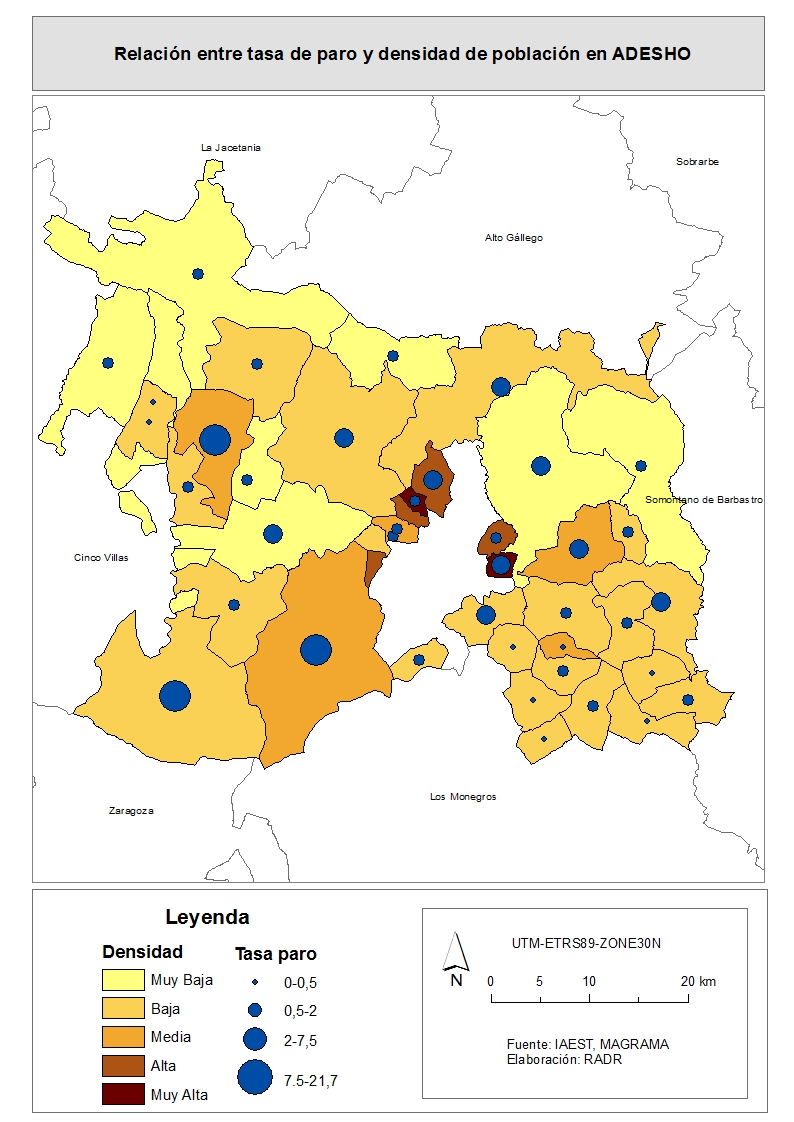 Relación entre tasa de paro y densidad de población en ADESHO
La Jacetania
Sobrarbe
Alto Gállego
Somontano de Barbastro
Cinco Villas
Los Monegros
Zaragoza
Leyenda
Densidad
Muy Baja
Baja
Media
Alta
Muy Alta
Tasa paro
0-0,5
0,5-2
2-7,5
7.5-21,7
UTM-ETRS89-ZONE30N
N
0 5 10 20 km
Fuente: IAEST, MAGRAMA
Elaboración: RADR